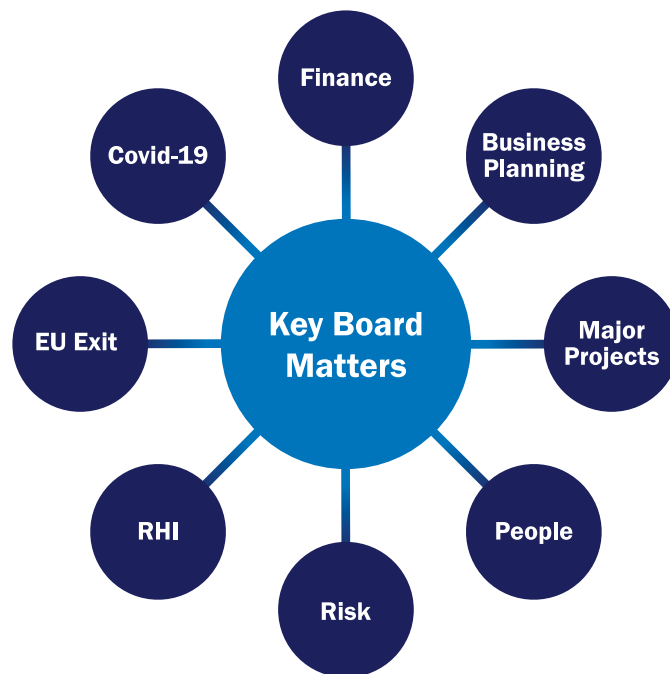 Finance
Business
Planning
Covid-19
Key Board
Matters
EU Exit
Major
Projects
RHI
People
Risk